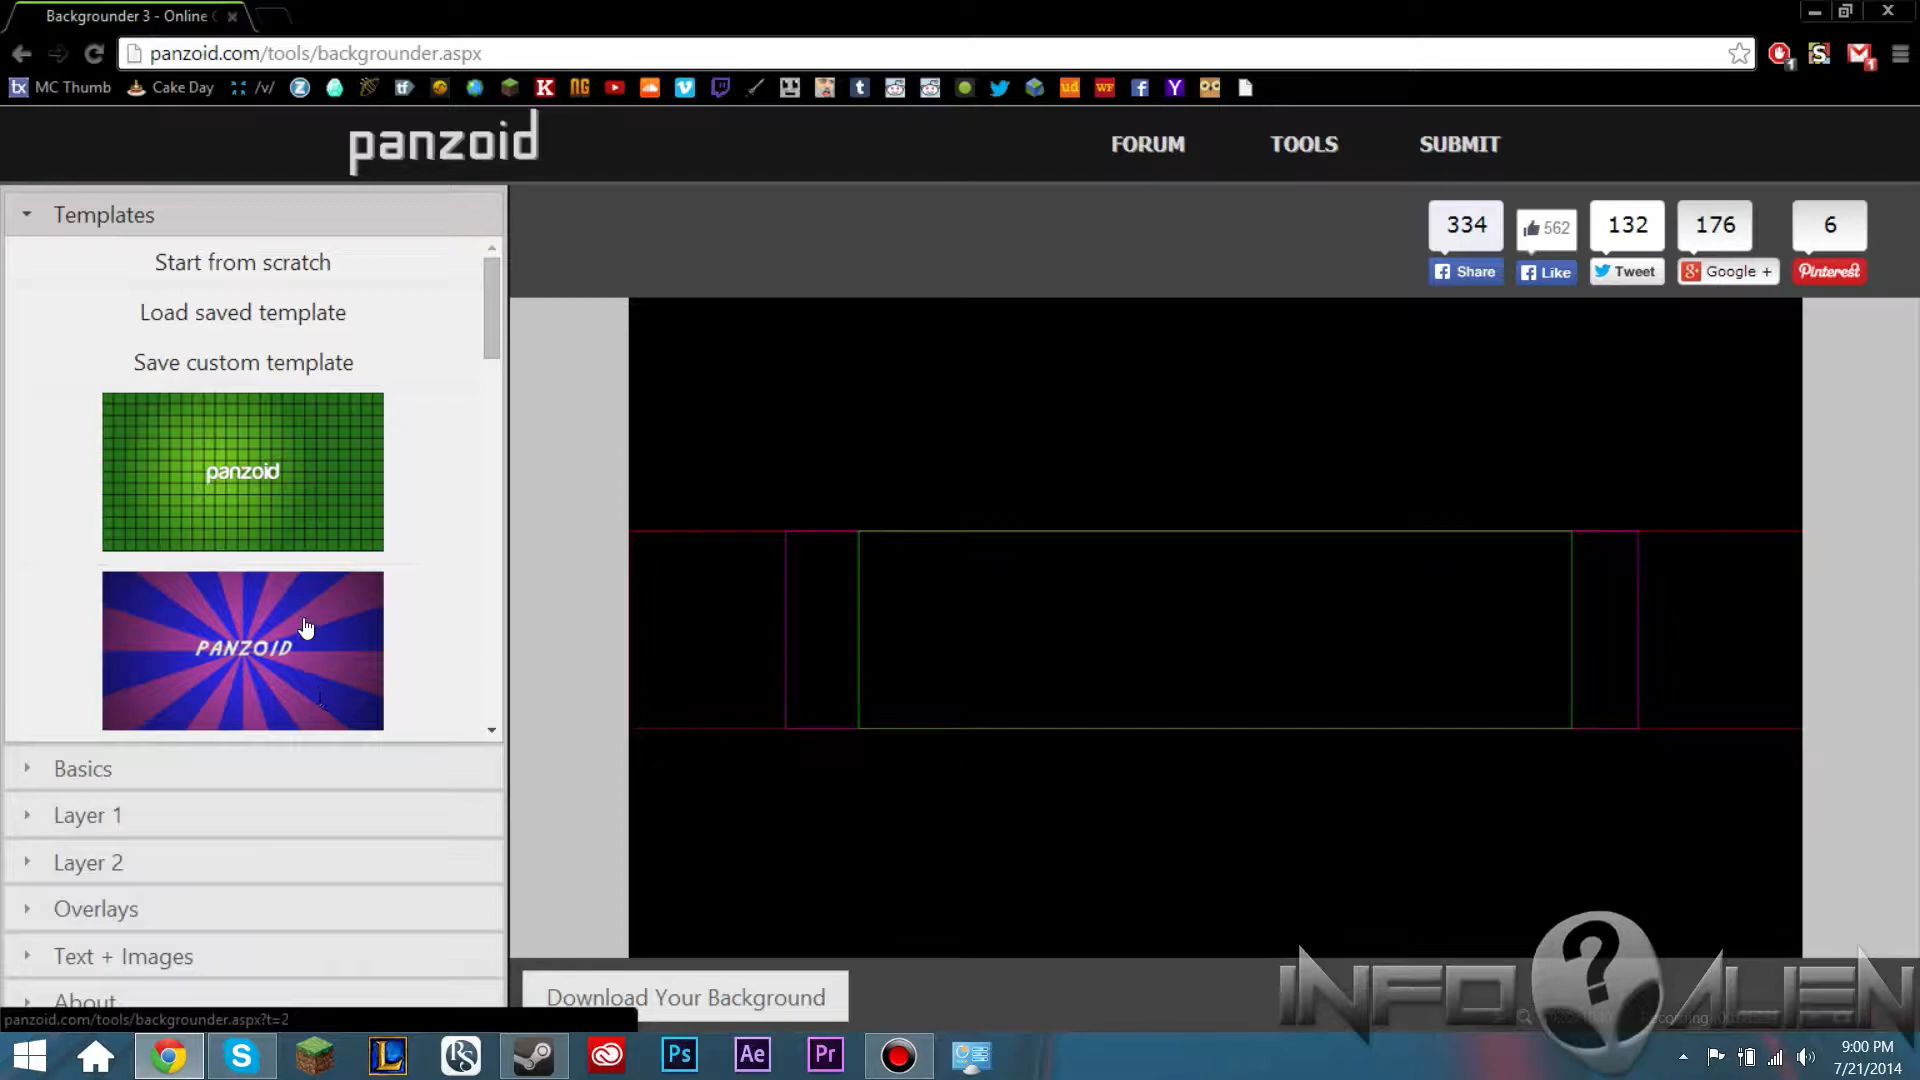 Backgrounder 3 - Online
panzoid.com/tools/backgrounder.aspx
MC Thumb
Cake Day
/v/
panzoid
FORUM
TOOLS
SUBMIT
Templates
Start from scratch
Load saved template
Save custom template
panzoid
PANZOID
Basics
Layer 1
Layer 2
Overlays
Text + Images
About
334
562
132
176
6
Share
Like
Tweet
Google +
Pinterest
Download Your Background
INFO ? ALIEN
panzoid.com/tools/backgrounder.aspx?t=2
Ps
Ae
Pr
9:00 PM
7/21/2014